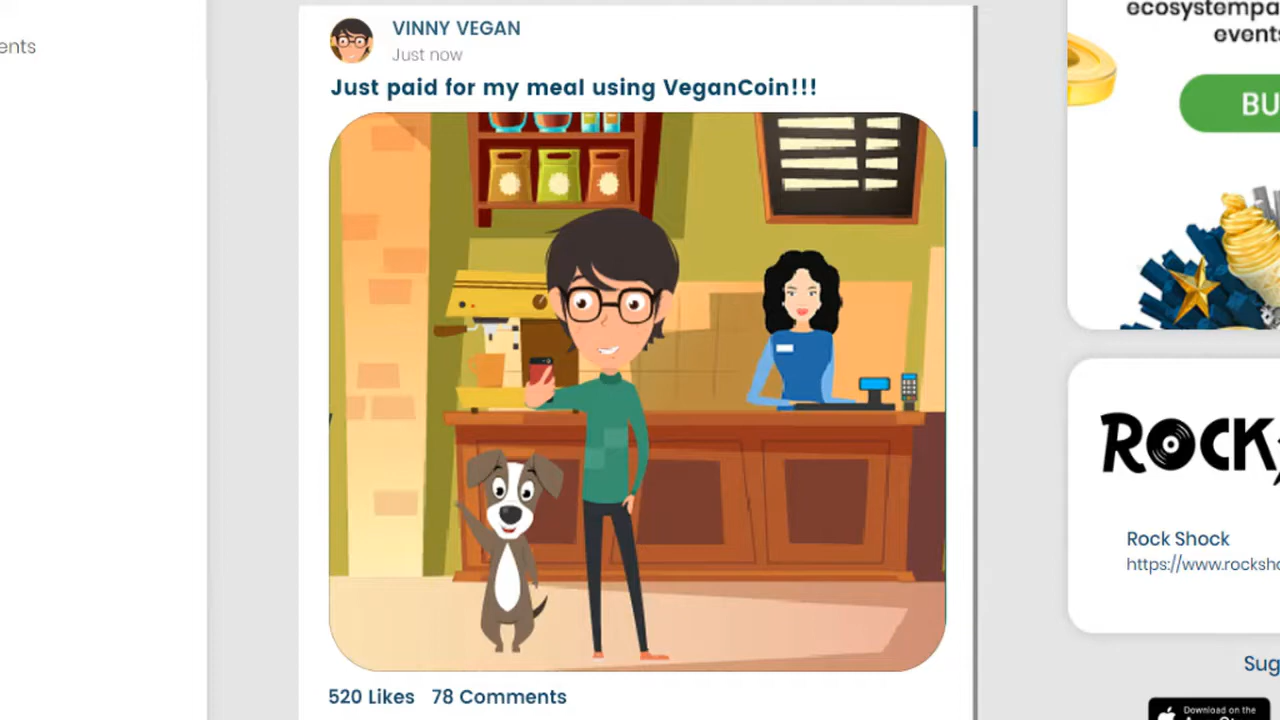 ents
VINNY VEGAN
Just now
Just paid for my meal using VeganCoin!!!
520 Likes 78 Comments
ecosystempa
events
BU
ROCK
Rock Shock
https://www.rocksho
Sug
Download on the